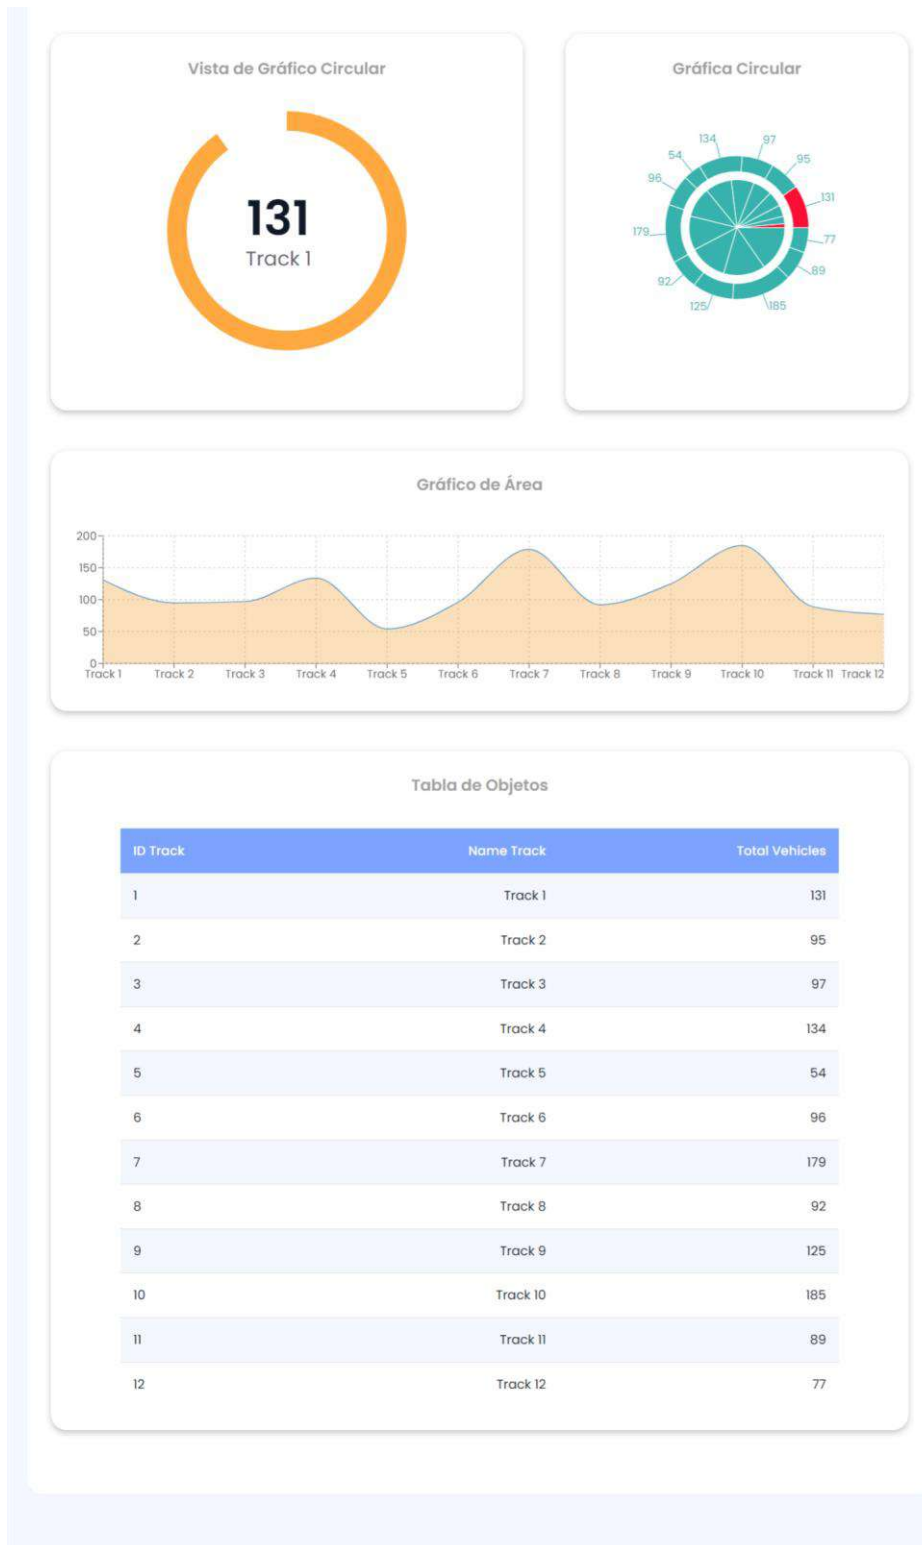 Vista de Gráfico Circular
131
Track 1
Gráfica Circular
134
97
54
95
96
131
179
77
92
89
125
185
Gráfico de Área
200
150
100
50
0
Track 1 Track 2 Track 3 Track 4 Track 5 Track 6 Track 7 Track 8 Track 9 Track 10 Track 11 Track 12
Tabla de Objetos
ID Track Name Track Total Vehicles
1 Track 1 131
2 Track 2 95
3 Track 3 97
4 Track 4 134
5 Track 5 54
6 Track 6 96
7 Track 7 179
8 Track 8 92
9 Track 9 125
10 Track 10 185
11 Track 11 89
12 Track 12 77